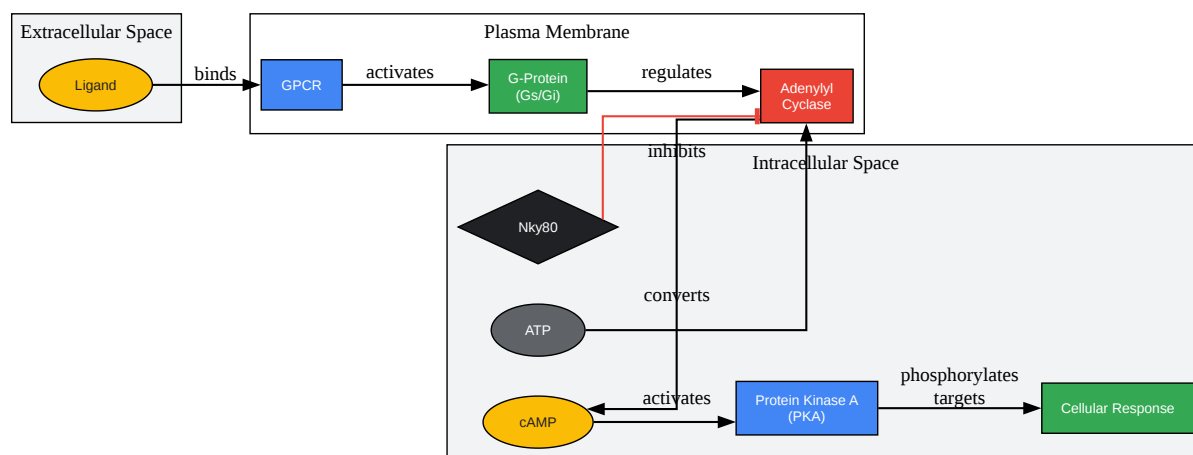 Extracellular Space
Plasma Membrane
Ligand
binds
GPCR
activates
G-Protein
(Gs/Gi)
regulates
Adenylyl
Cyclase
inhibits
Intracellular Space
Nky80
converts
ATP
cAMP
activates
Protein Kinase A
(PKA)
phosphorylates
targets
Cellular Response